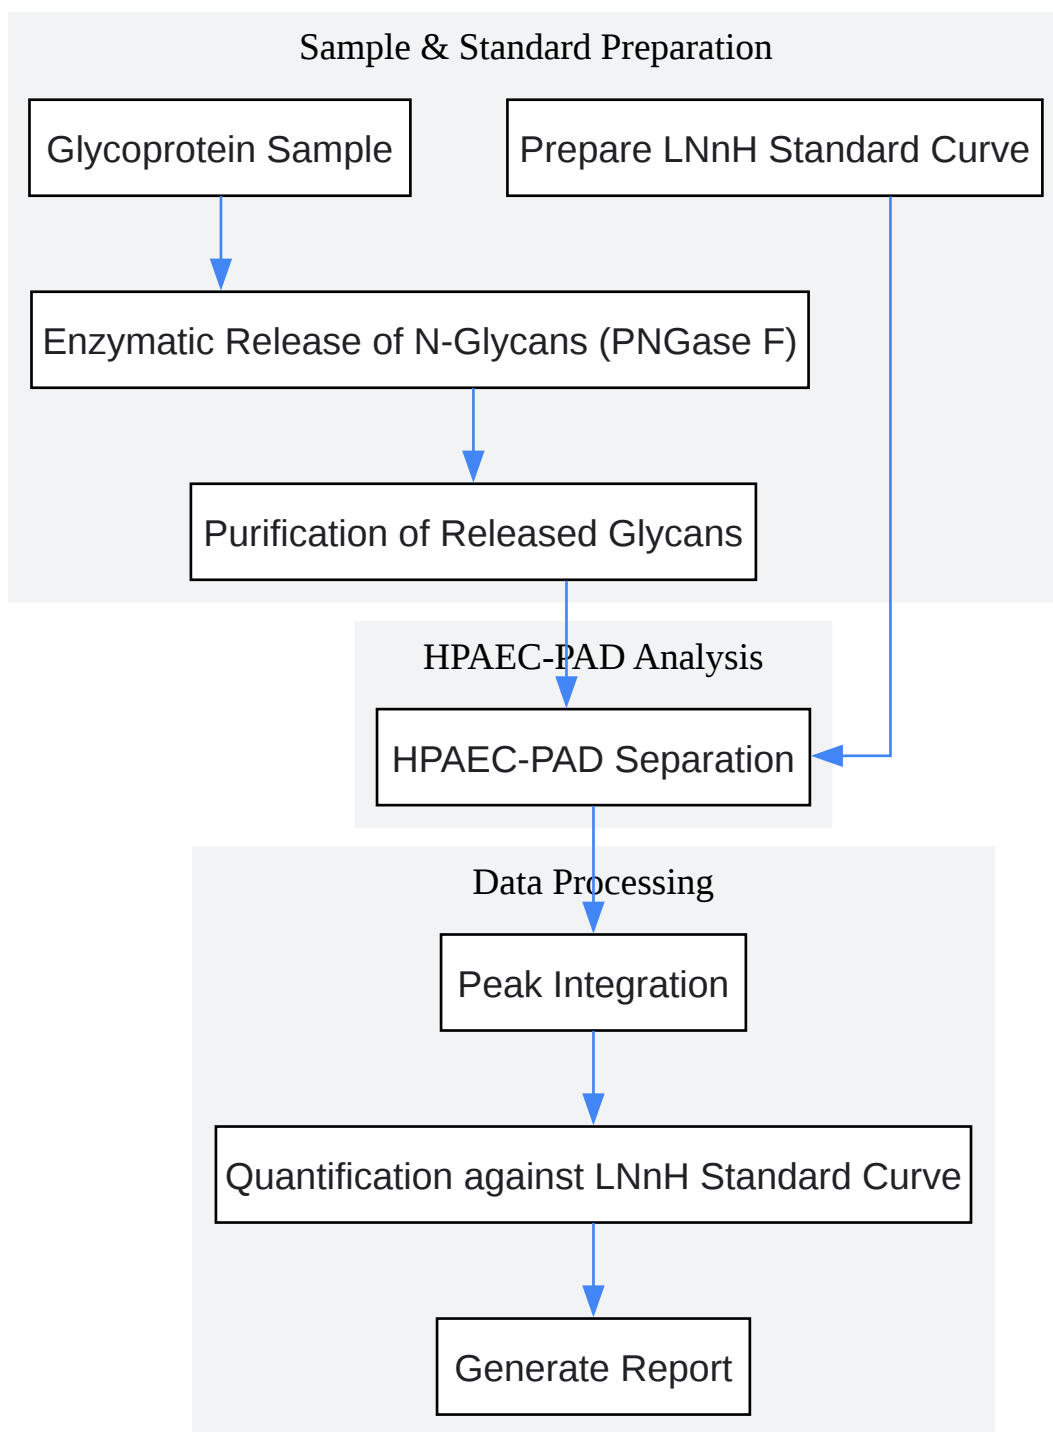 Sample & Standard Preparation
Glycoprotein Sample
Prepare LNnH Standard Curve
Enzymatic Release of N-Glycans (PNGase F)
Purification of Released Glycans
HPAEC-PAD Analysis
HPAEC-PAD Separation
Data Processing
Peak Integration
Quantification against LNnH Standard Curve
Generate Report